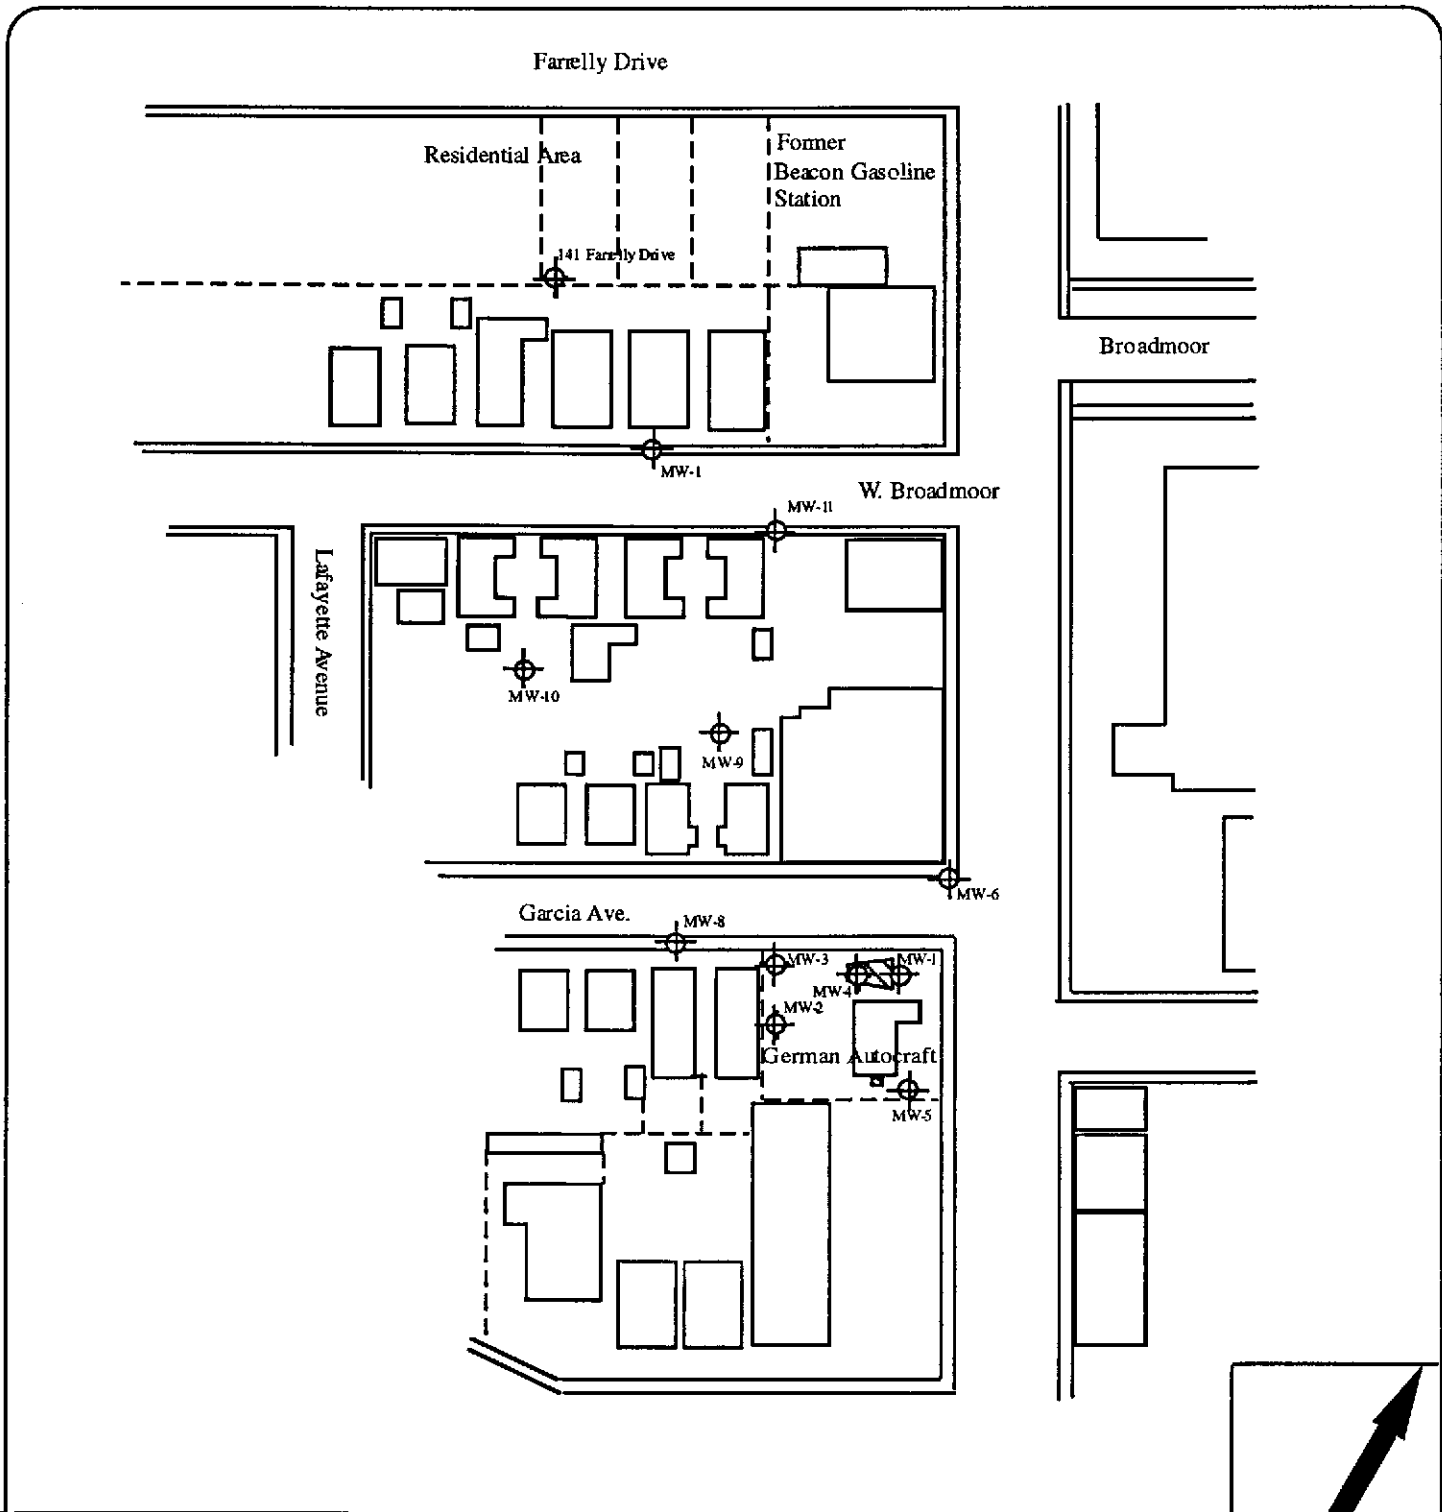 Farrelly Drive
Residential Area
Former
Beacon Gasoline
Station
141 Farrelly Drive
Broadmoor
MW-1
W. Broadmoor
MW-11
Lafayette Avenue
MW-10
MW-9
MW-6
Garcia Ave.
MW-8
MW-3
MW-1
MW-4
MW-2
German Autocraft
MW-5